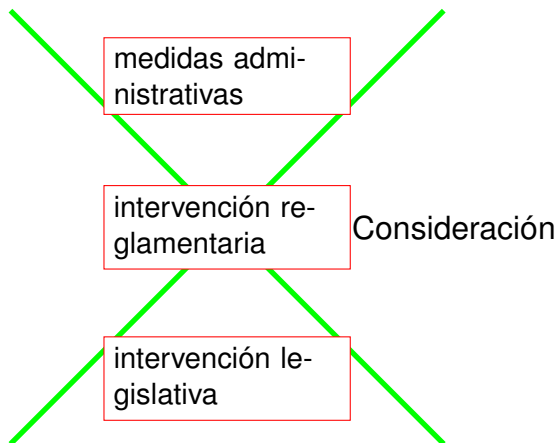 medidas admi-
nistrativas
intervención re-
glamentaria
Consideración
intervención le-
gislativa